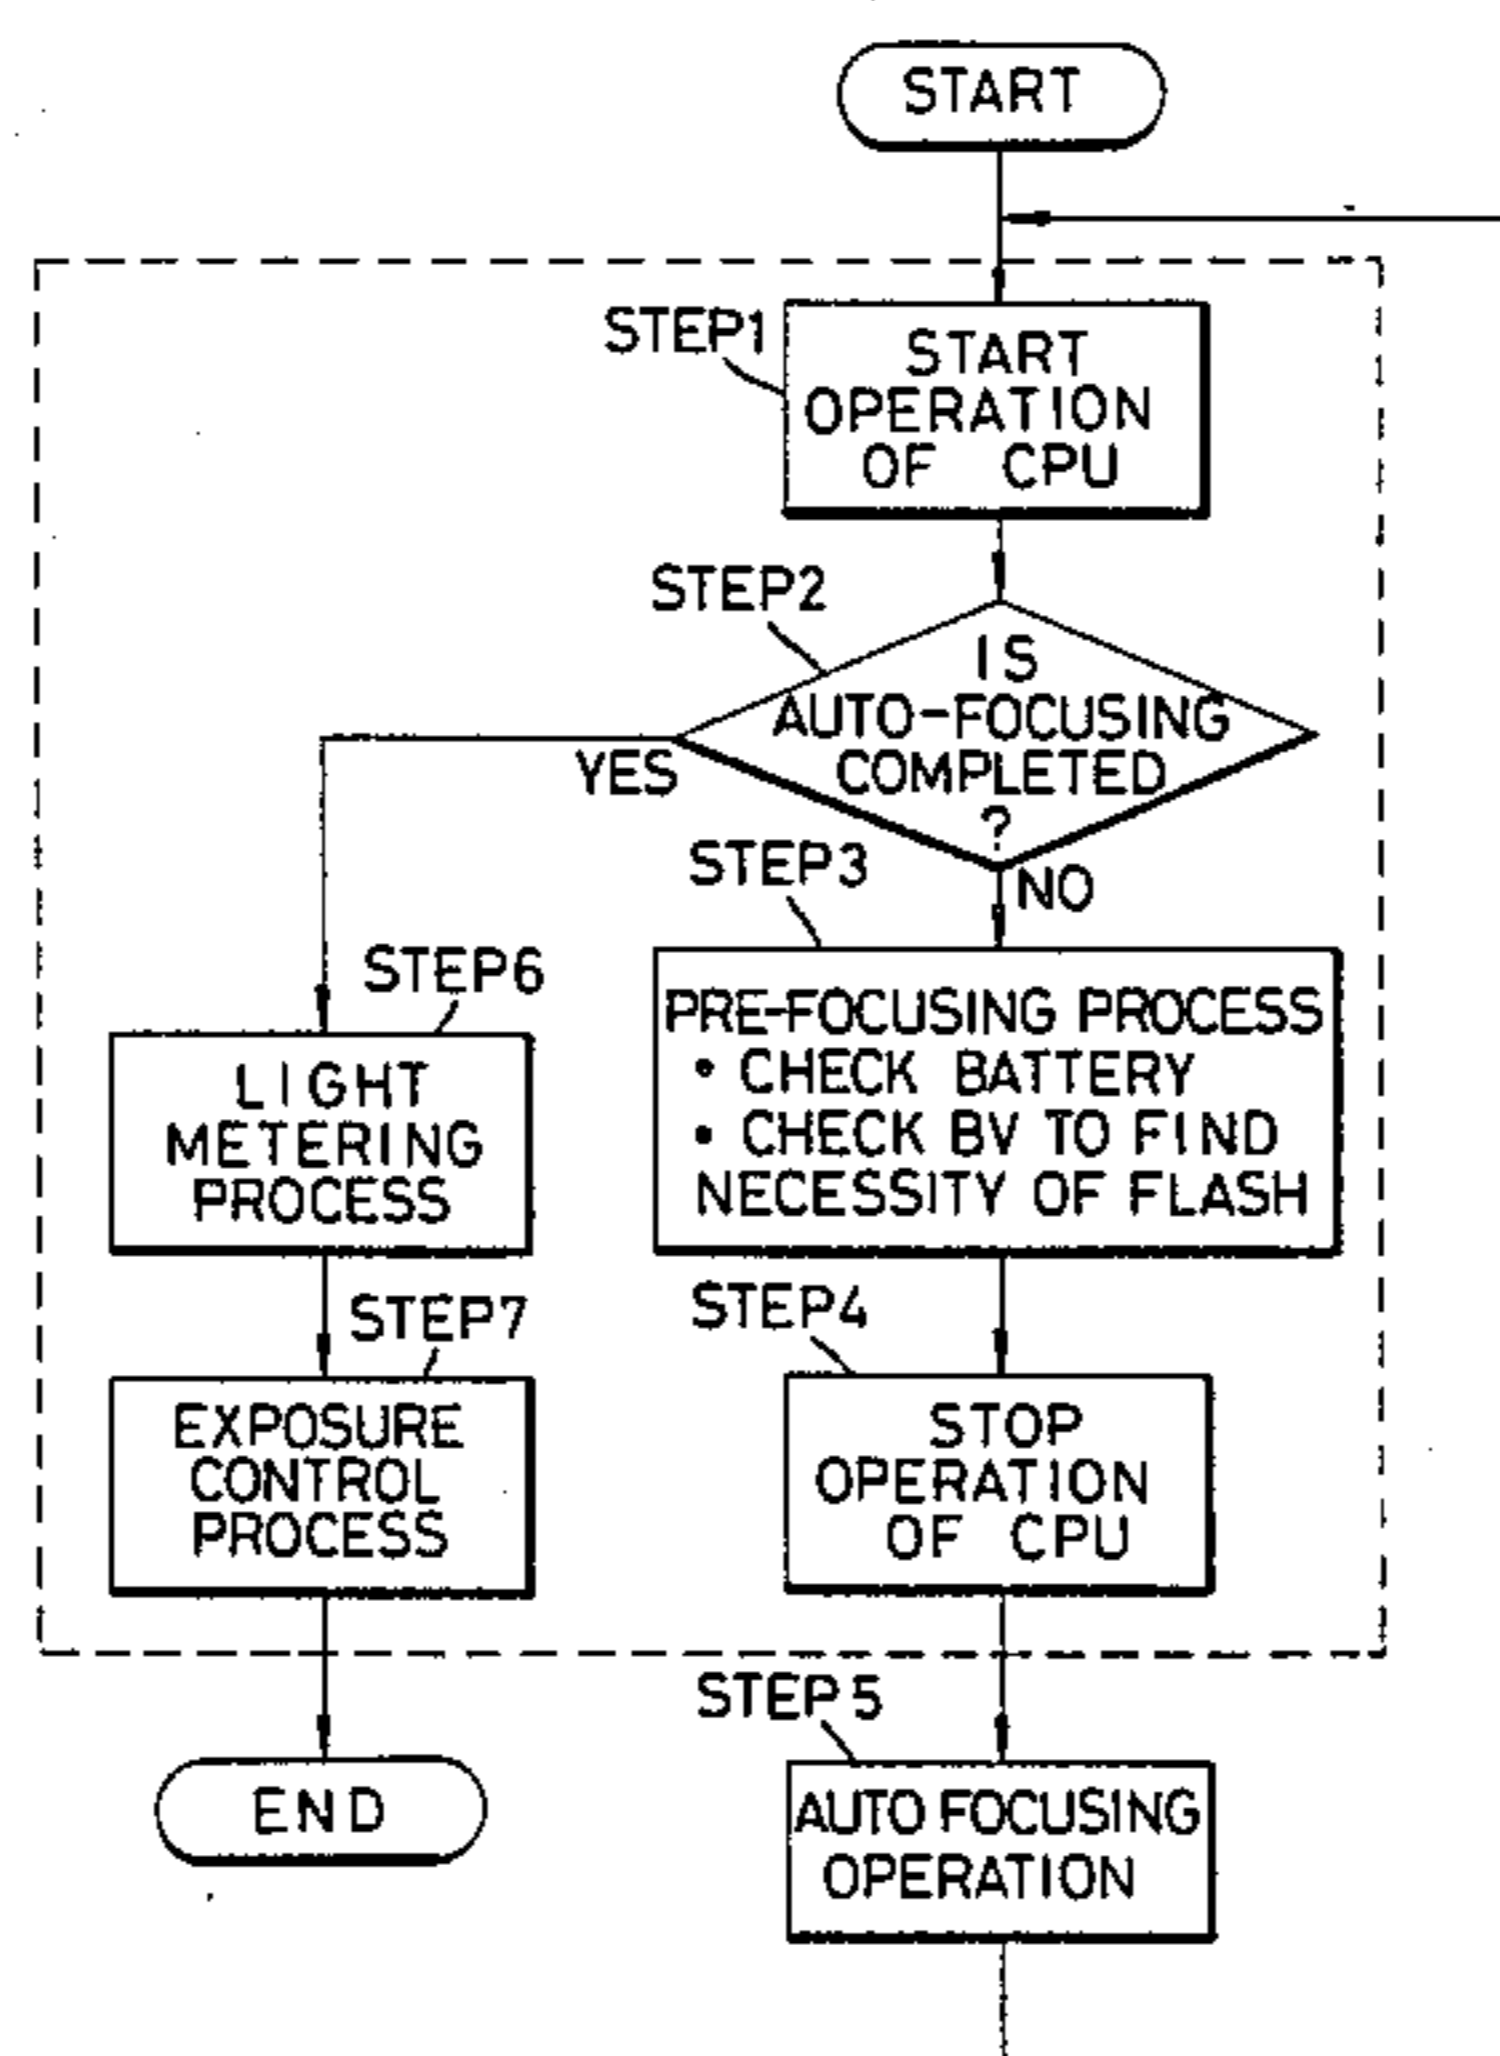 START
STEP1
START
OPERATION
OF CPU
STEP2
IS
AUTO-FOCUSING
COMPLETED
?
YES
NO
STEP3
PRE-FOCUSING PROCESS
• CHECK BATTERY
• CHECK BV TO FIND
NECESSITY OF FLASH
STEP6
LIGHT
METERING
PROCESS
STEP4
STOP
OPERATION
OF CPU
STEP7
EXPOSURE
CONTROL
PROCESS
STEP5
AUTO FOCUSING
OPERATION
END